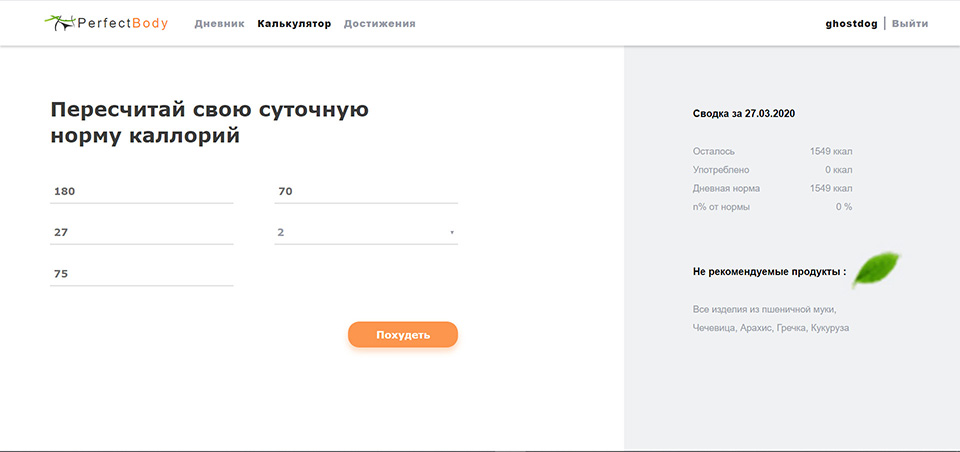 PerfectBody Дневник Калькулятор Достижения ghostdog | Выйти
Пересчитай свою суточную
норму каллорий
180 70
27 2
75
Похудеть
Сводка за 27.03.2020
Осталось 1549 ккал
Употреблено 0 ккал
Дневная норма 1549 ккал
n% от нормы 0 %
Не рекомендуемые продукты :
Все изделия из пшеничной муки,
Чечевица, Арахис, Гречка, Кукуруза